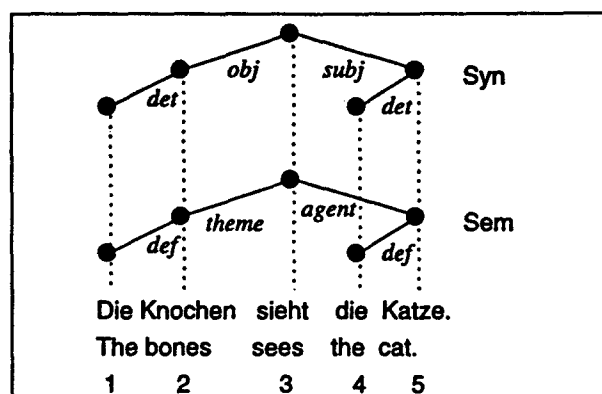 obj subj Syn
det det
agent Sem
theme
def def
Die Knochen sieht die Katze.
The bones sees the cat.
1 2 3 4 5